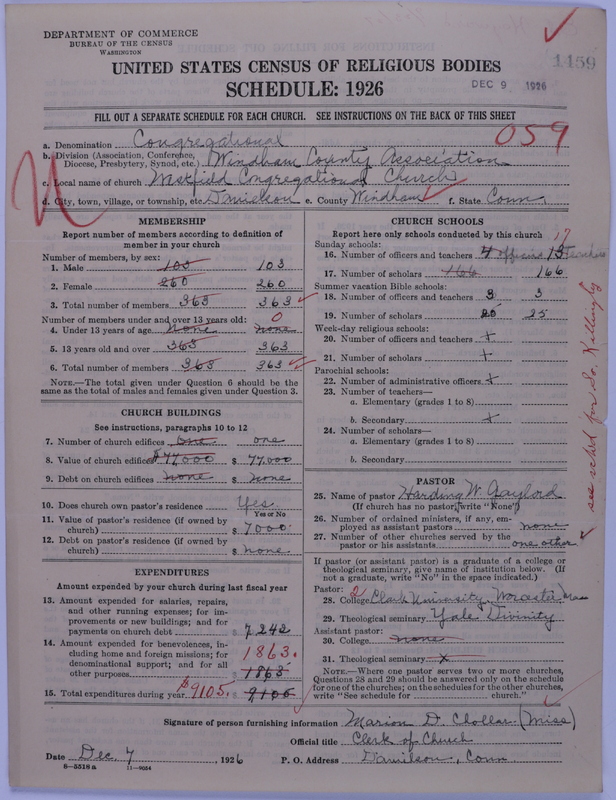 DEPARTMENT OF COMMERCE
BUREAU OF THE CENSUS
WASHINGTON
1459
UNITED STATES CENSUS OF RELIGIOUS BODIES
SCHEDULE: 1926
DEC 9 1926
FILL OUT A SEPARATE SCHEDULE FOR EACH CHURCH. SEE INSTRUCTIONS ON THE BACK OF THIS SHEET
059
a. Denomination Congregational
b. Division (Association, Conference, Diocese, Presbytery, Synod, etc.) Windham County Association
c. Local name of church Westfield Congregational Church
d. City, town, village, or township, etc. Danielson e. County Windham f. State Conn
MEMBERSHIP
Report number of members according to definition of
member in your church
Number of members, by sex:
1. Male 103 103
2. Female 260 260
3. Total number of members 363 363
Number of members under and over 13 years old: 0
4. Under 13 years of age None None
5. 13 years old and over 363 363
6. Total number of members 363 363
NOTE.—The total given under Question 6 should be the
same as the total of males and females given under Question 3.
CHURCH BUILDINGS
See instructions, paragraphs 10 to 12
7. Number of church edifices One one
8. Value of church edifices $77,000 $ 77,000
9. Debt on church edifices None $ None
10. Does church own pastor's residence Yes
Yes or No
11. Value of pastor's residence (if owned by
church) $ 7000
12. Debt on pastor's residence (if owned by
church) $ None
EXPENDITURES
Amount expended by your church during last fiscal year
13. Amount expended for salaries, repairs,
and other running expenses; for im-
provements or new buildings; and for
payments on church debt $ 7242
14. Amount expended for benevolences, in-
cluding home and foreign missions; for
denominational support; and for all
other purposes 1863. 1863
15. Total expenditures during year $9105. $ 9105
CHURCH SCHOOLS
Report here only schools conducted by this church 17
Sunday schools:
16. Number of officers and teachers 4 officers 13 teachers
17. Number of scholars 166 166
Summer vacation Bible schools:
18. Number of officers and teachers 3 3
19. Number of scholars 25 25
Week-day religious schools:
20. Number of officers and teachers +
21. Number of scholars +
Parochial schools:
22. Number of administrative officers +
23. Number of teachers—
a. Elementary (grades 1 to 8)
b. Secondary +
24. Number of scholars—
a. Elementary (grades 1 to 8)
b. Secondary
see sched for So. Killingly
PASTOR
25. Name of pastor Harding W. Gaylord
(If church has no pastor, write "None")
26. Number of ordained ministers, if any, em-
ployed as assistant pastors none
27. Number of other churches served by the
pastor or his assistants one other
If pastor (or assistant pastor) is a graduate of a college or
theological seminary, give name of institution below. (If
not a graduate, write "No" in the space indicated.)
Pastor: 2
28. College Clark University, Worcester Mass
29. Theological seminary Yale Divinity
Assistant pastor:
30. College none
31. Theological seminary x
NOTE.—Where one pastor serves two or more churches,
Questions 28 and 29 should be answered only on the schedule
for one of the churches; on the schedules for the other churches,
write "See schedule for church."
Signature of person furnishing information Marion D. Chollar (Miss)
Official title Clerk of Church
Date Dec 7, 1926 P. O. Address Danielson, Conn
8-5518 a 11-9054